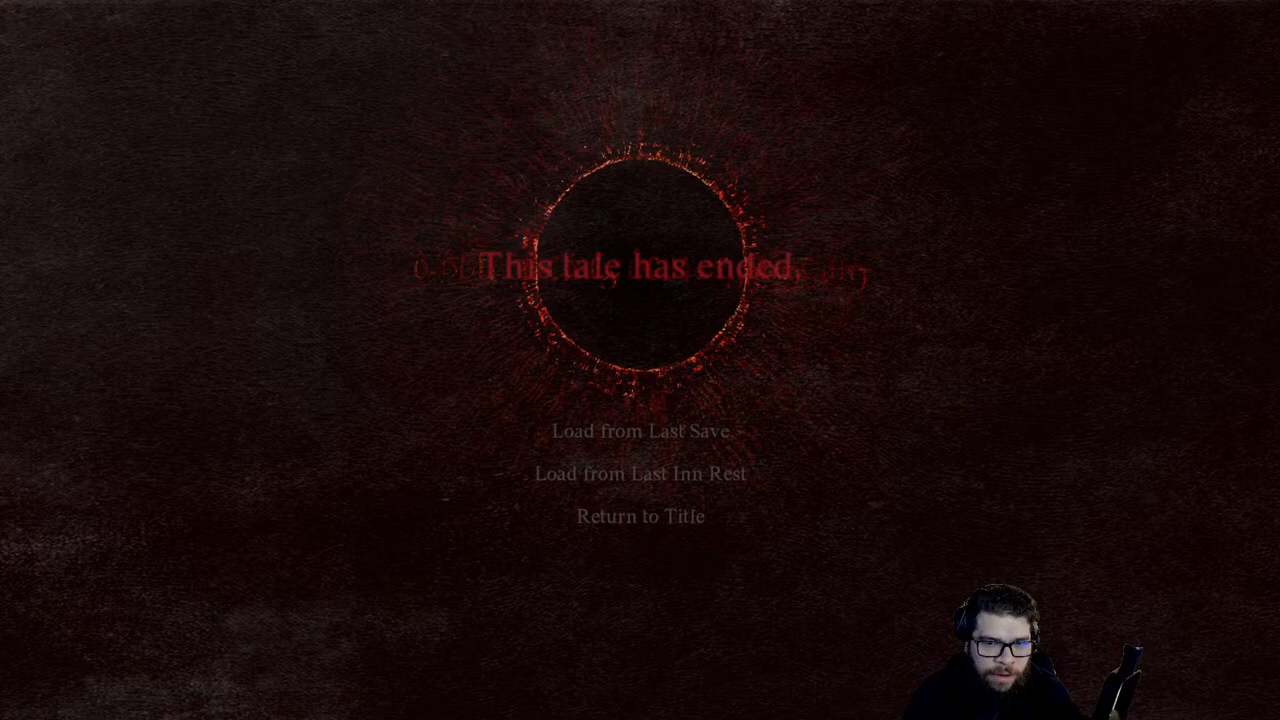 This tale has ended
Load from Last Save
Load from Last Inn Rest
Return to Title